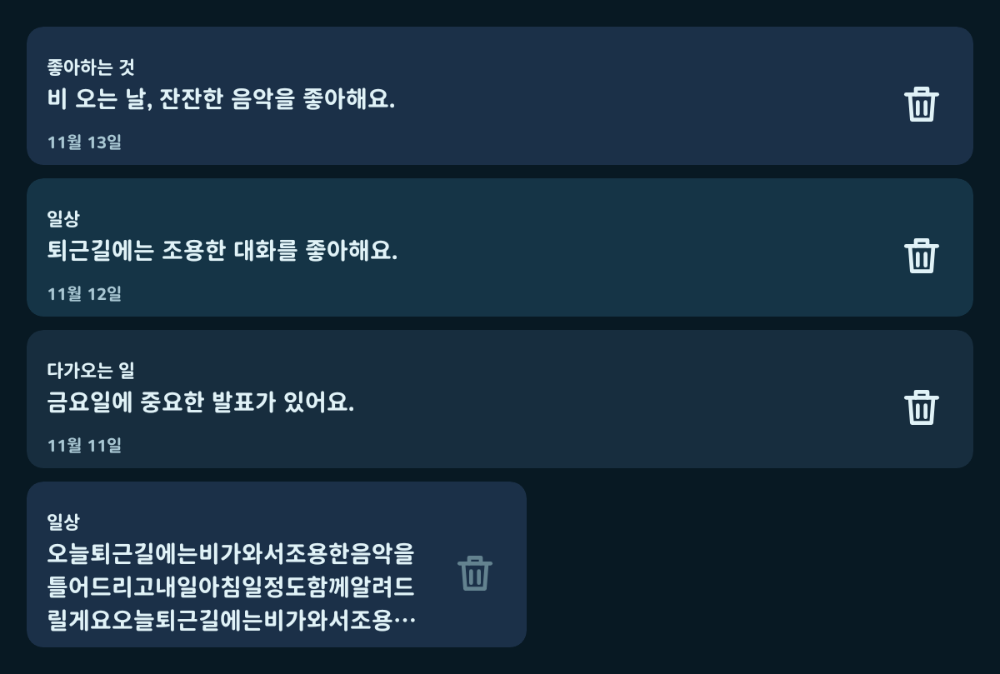 좋아하는 것
비 오는 날, 잔잔한 음악을 좋아해요.
11월 13일
일상
퇴근길에는 조용한 대화를 좋아해요.
11월 12일
다가오는 일
금요일에 중요한 발표가 있어요.
11월 11일
일상
오늘퇴근길에는비가와서조용한음악을
틀어드리고내일아침일정도함께알려드
릴게요오늘퇴근길에는비가와서조용…